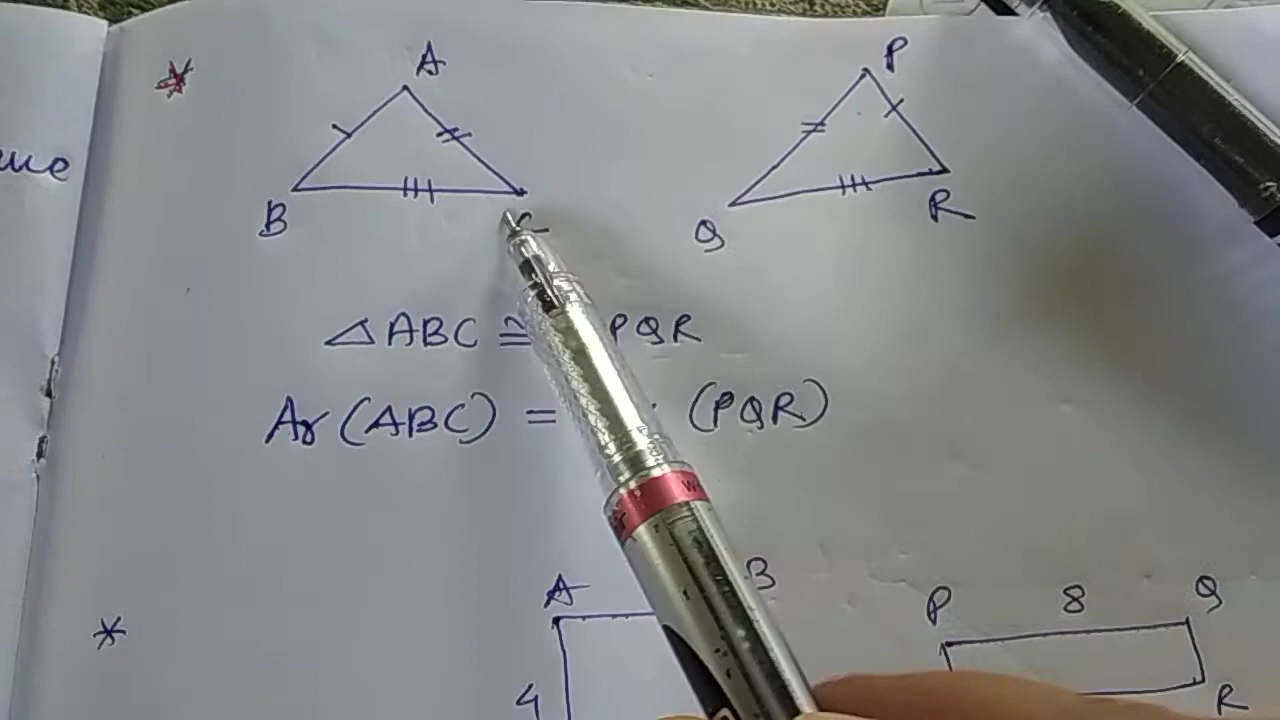 A P
B C Q R
△ABC ≅ PQR
Ar (ABC) = (PQR)
A B P 8 Q
4 R